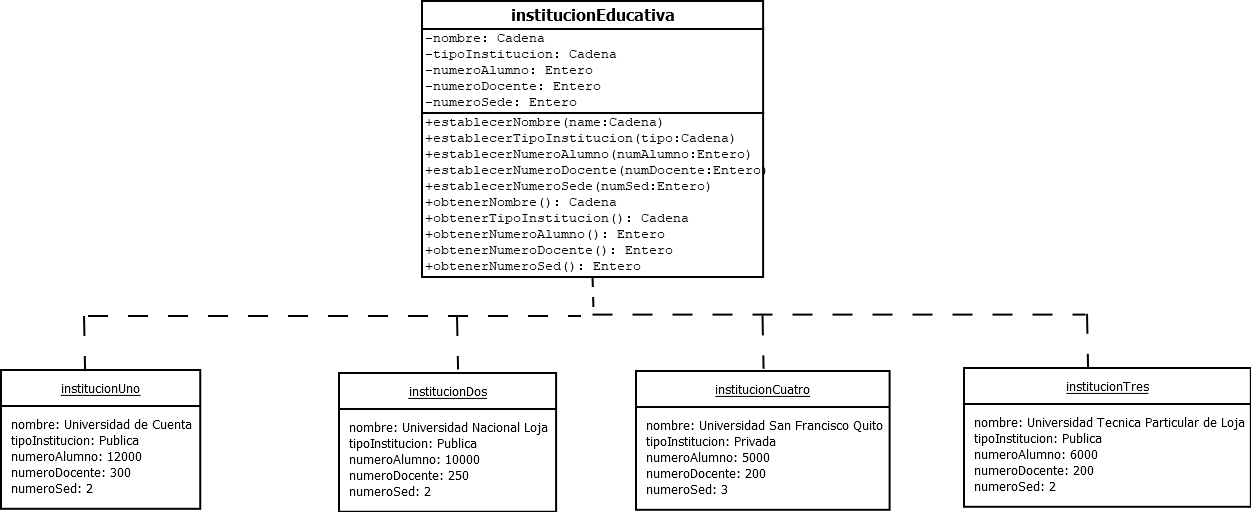 institucionEducativa
-nombre: Cadena
-tipoInstitucion: Cadena
-numeroAlumno: Entero
-numeroDocente: Entero
-numeroSede: Entero
+establecerNombre(name:Cadena)
+establecerTipoInstitucion(tipo:Cadena)
+establecerNumeroAlumno(numAlumno:Entero)
+establecerNumeroDocente(numDocente:Entero)
+establecerNumeroSede(numSed:Entero)
+obtenerNombre(): Cadena
+obtenerTipoInstitucion(): Cadena
+obtenerNumeroAlumno(): Entero
+obtenerNumeroDocente(): Entero
+obtenerNumeroSed(): Entero
institucionUno
nombre: Universidad de Cuenta
tipoInstitucion: Publica
numeroAlumno: 12000
numeroDocente: 300
numeroSed: 2
institucionDos
nombre: Universidad Nacional Loja
tipoInstitucion: Publica
numeroAlumno: 10000
numeroDocente: 250
numeroSed: 2
institucionCuatro
nombre: Universidad San Francisco Quito
tipoInstitucion: Privada
numeroAlumno: 5000
numeroDocente: 200
numeroSed: 3
institucionTres
nombre: Universidad Tecnica Particular de Loja
tipoInstitucion: Publica
numeroAlumno: 6000
numeroDocente: 200
numeroSed: 2